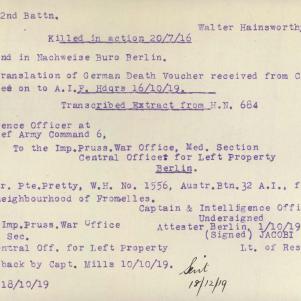 2nd Battn.
Walter Hainsworth
Killed in action 20/7/16
nd in Nachweise Buro Berlin.
ranslation of German Death Voucher received from C
ee on to A.I.F. Hdqrs 16/10/19.
Transcribed Extract from H.N. 684
ence Officer at
ef Army Command 6,
To the Imp.Pruss.War Office, Med. Section
Central Office for Left Property
Berlin.
r. Pte.Pretty, W.H. No. 1556, Austr.Btn.32 A.I., f
eighbourhood of Fromelles.
Captain & Intelligence Offi
Undersigned
Imp.Pruss.War Office
Attester Berlin, 1/10/19
Sec.
(Signed) JACOBI
entral Off. for Left Property
Lt. of Res
back by Capt. Mills 10/10/19.
18/10/19
Sent
18/12/19